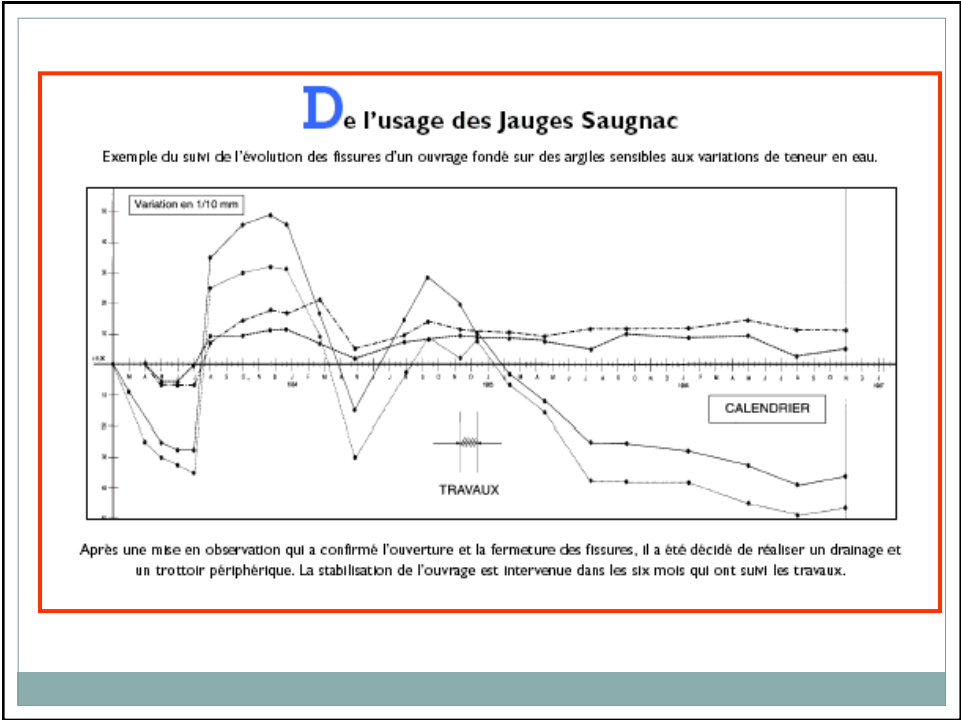 De l'usage des Jauges Saugnac
Exemple du suivi de l'évolution des fissures d'un ouvrage fondé sur des argiles sensibles aux variations de teneur en eau.
Variation en 1/10 mm
CALENDRIER
TRAVAUX
Après une mise en observation qui a confirmé l'ouverture et la fermeture des fissures, il a été décidé de réaliser un drainage et
un trottoir périphérique. La stabilisation de l'ouvrage est intervenue dans les six mois qui ont suivi les travaux.